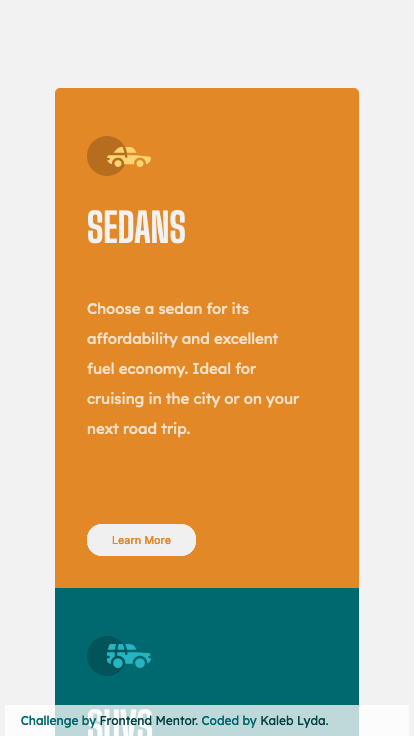 SEDANS
Choose a sedan for its
affordability and excellent
fuel economy. Ideal for
cruising in the city or on your
next road trip.
Learn More
SUVS
Challenge by Frontend Mentor. Coded by Kaleb Lyda.